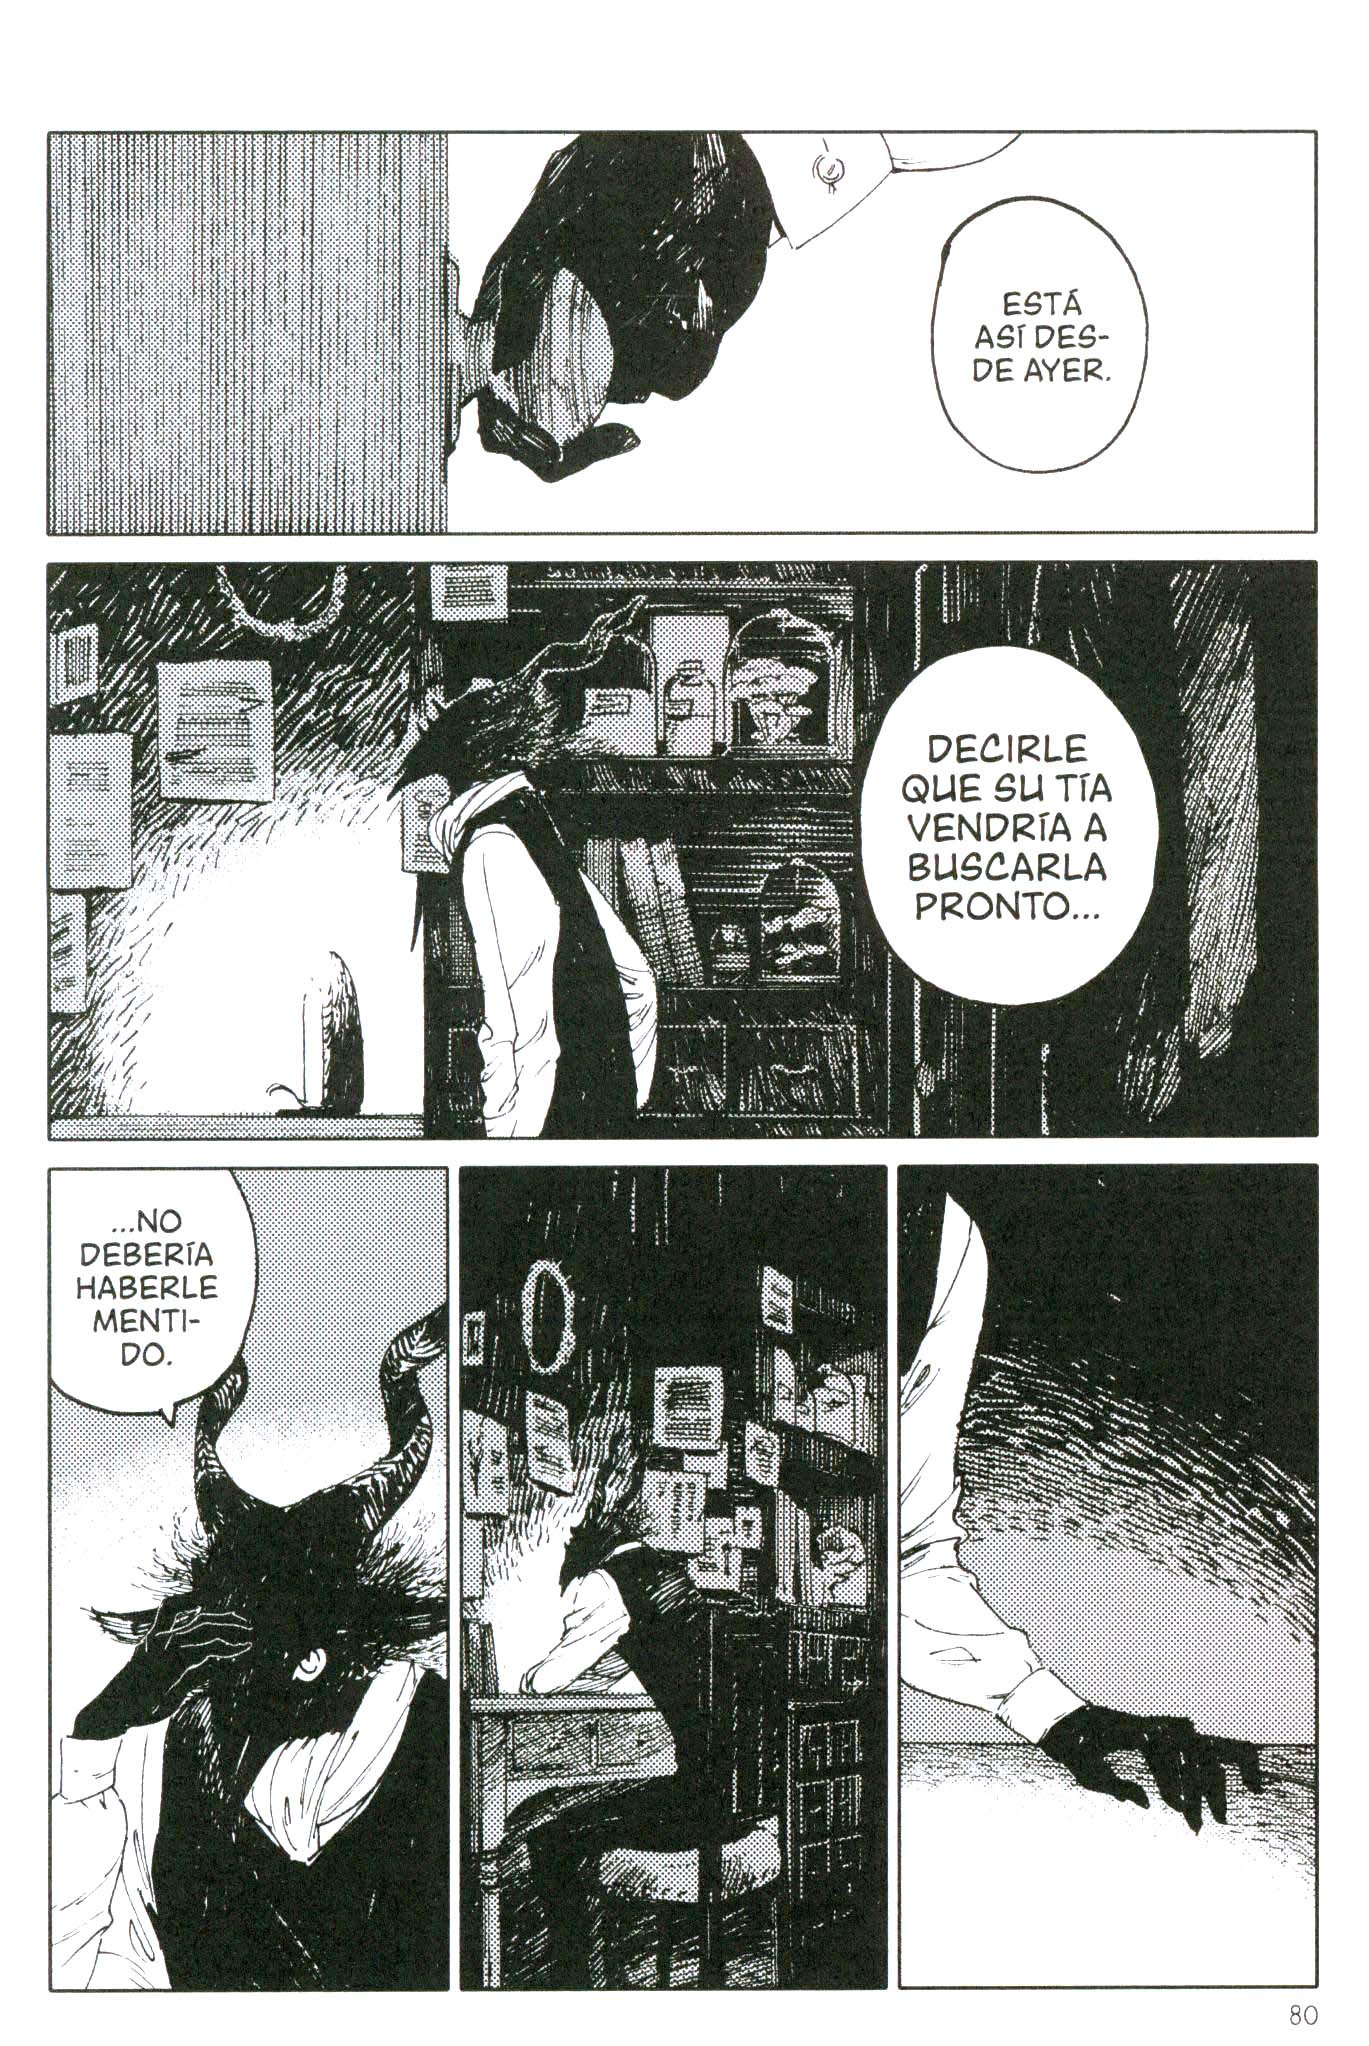 ESTÁ
ASÍ DES-
DE AYER.
DECIRLE
QUE SU TÍA
VENDRÍA A
BUSCARLA
PRONTO...
...NO
DEBERÍA
HABERLE
MENTI-
DO.
80